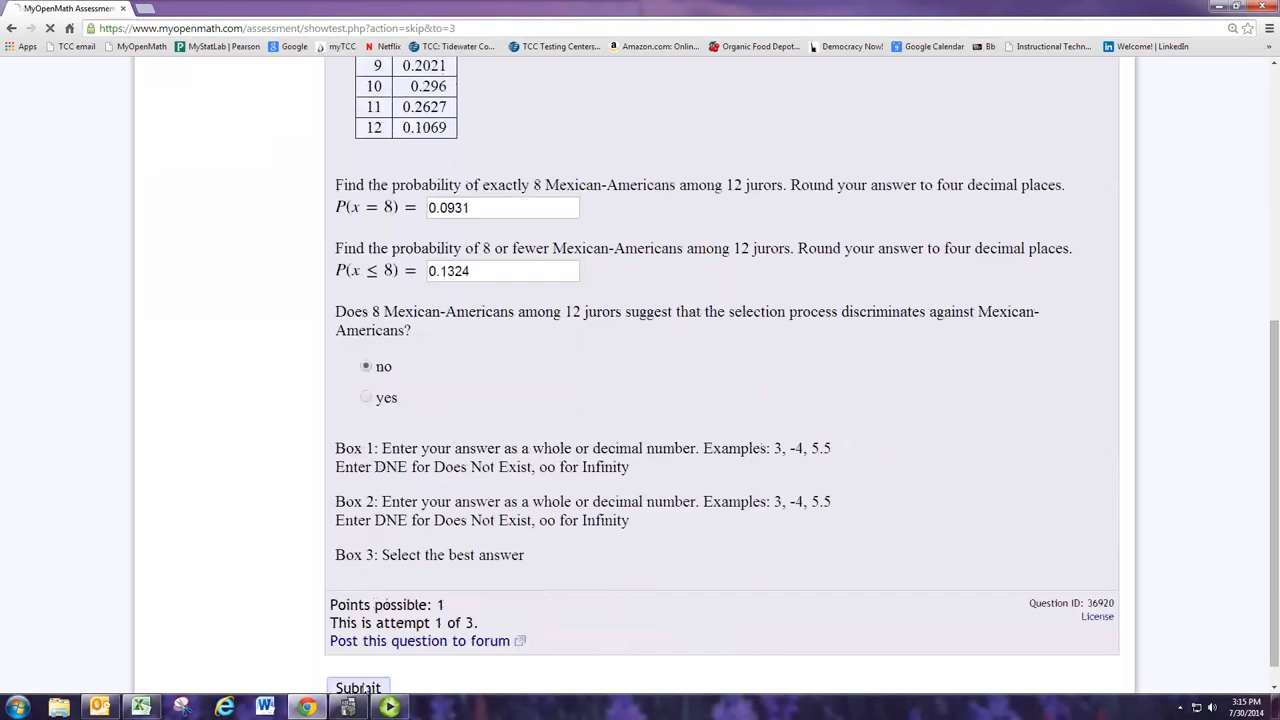 MyOpenMath Assessmen
https://www.myopenmath.com/assessment/showtest.php?action=skip&to=3
Apps TCC email MyOpenMath MyStatLab | Pearson Google myTCC Netflix TCC: Tidewater Co... TCC Testing Centers... Amazon.com: Onlin... Organic Food Depot... Democracy Now! Google Calendar Bb Instructional Techn... Welcome! | LinkedIn »
9 0.2021
10 0.296
11 0.2627
12 0.1069
Find the probability of exactly 8 Mexican-Americans among 12 jurors. Round your answer to four decimal places.
P(x = 8) = 0.0931
Find the probability of 8 or fewer Mexican-Americans among 12 jurors. Round your answer to four decimal places.
P(x ≤ 8) = 0.1324
Does 8 Mexican-Americans among 12 jurors suggest that the selection process discriminates against Mexican-
Americans?
no
yes
Box 1: Enter your answer as a whole or decimal number. Examples: 3, -4, 5.5
Enter DNE for Does Not Exist, oo for Infinity
Box 2: Enter your answer as a whole or decimal number. Examples: 3, -4, 5.5
Enter DNE for Does Not Exist, oo for Infinity
Box 3: Select the best answer
Points possible: 1
Question ID: 36920
This is attempt 1 of 3.
License
Post this question to forum
Submit
3:15 PM
7/30/2014